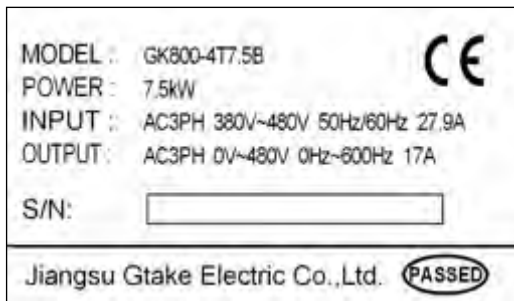 MODEL : GK800-4T7.5B
CE
POWER : 7.5kW
INPUT : AC3PH 380V~480V 50Hz/60Hz 27.9A
OUTPUT : AC3PH 0V~480V 0Hz~600Hz 17A
S/N:
Jiangsu Gtake Electric Co.,Ltd. PASSED